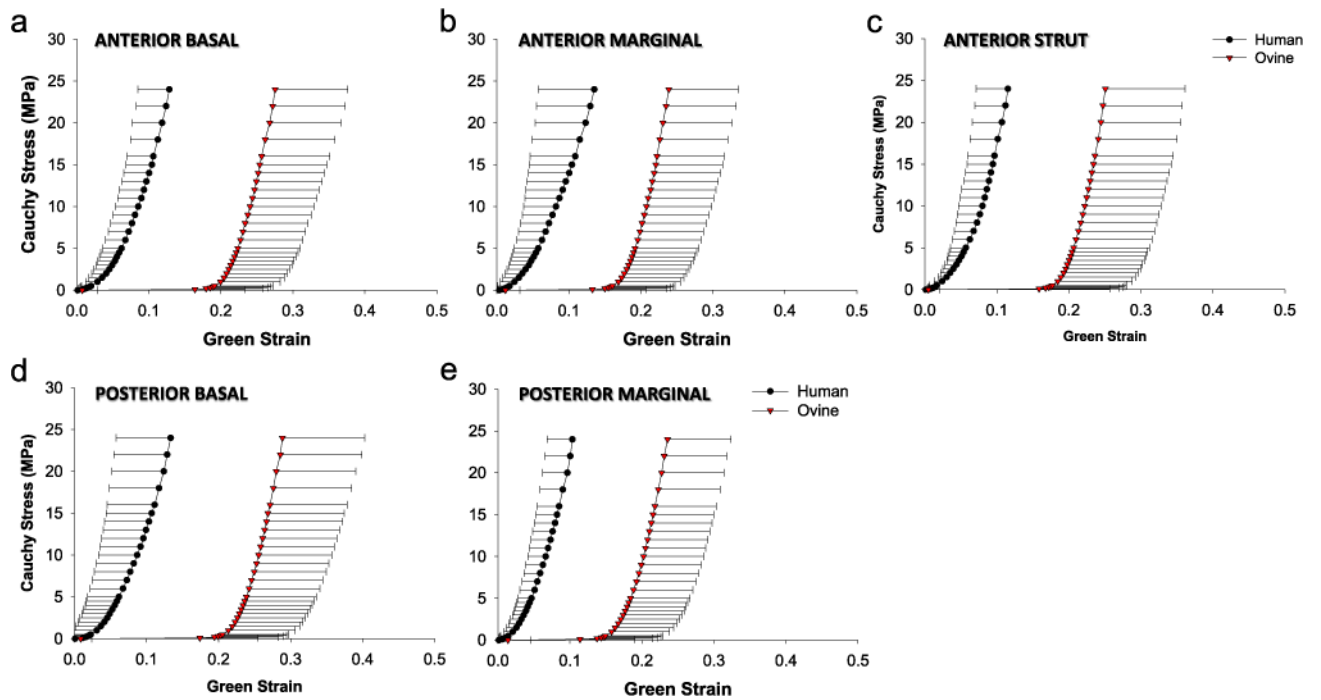 a
ANTERIOR BASAL
30
25
20
15
10
5
0
Cauchy Stress (MPa)
0.0 0.1 0.2 0.3 0.4 0.5
Green Strain
b
ANTERIOR MARGINAL
30
25
20
15
10
5
0
0.0 0.1 0.2 0.3 0.4 0.5
Green Strain
c
ANTERIOR STRUT
Human
Ovine
30
25
20
15
10
5
0
Cauchy Stress (MPa)
0.0 0.1 0.2 0.3 0.4 0.5
Green Strain
d
POSTERIOR BASAL
30
25
20
15
10
5
0
Cauchy Stress (MPa)
0.0 0.1 0.2 0.3 0.4 0.5
Green Strain
e
POSTERIOR MARGINAL
Human
Ovine
30
25
20
15
10
5
0
0.0 0.1 0.2 0.3 0.4 0.5
Green Strain